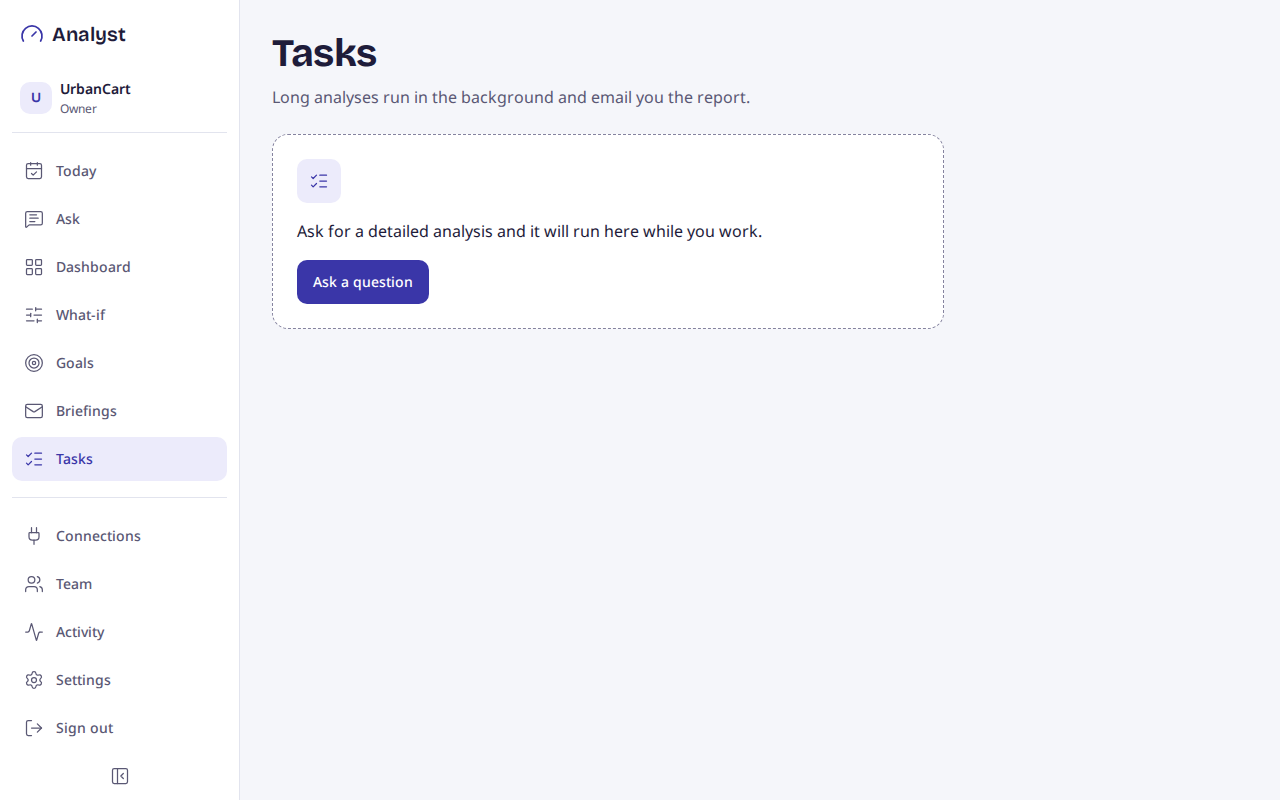 Analyst
U
UrbanCart
Owner
Today
Ask
Dashboard
What-if
Goals
Briefings
Tasks
Connections
Team
Activity
Settings
Sign out
Tasks
Long analyses run in the background and email you the report.
Ask for a detailed analysis and it will run here while you work.
Ask a question